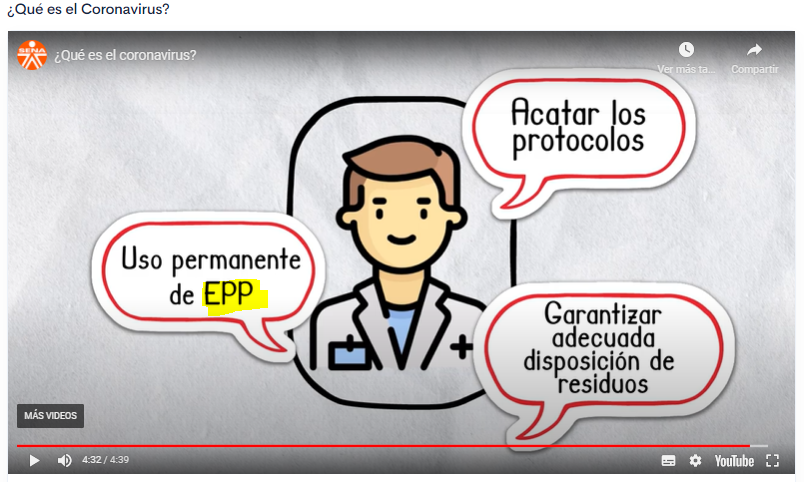 ¿Qué es el Coronavirus?
SENA
¿Qué es el coronavirus?
Ver más ta...
Compartir
Acatar los
protocolos
Uso permanente
de EPP
Garantizar
adecuada
disposición de
residuos
MÁS VIDEOS
4:32 / 4:39
YouTube